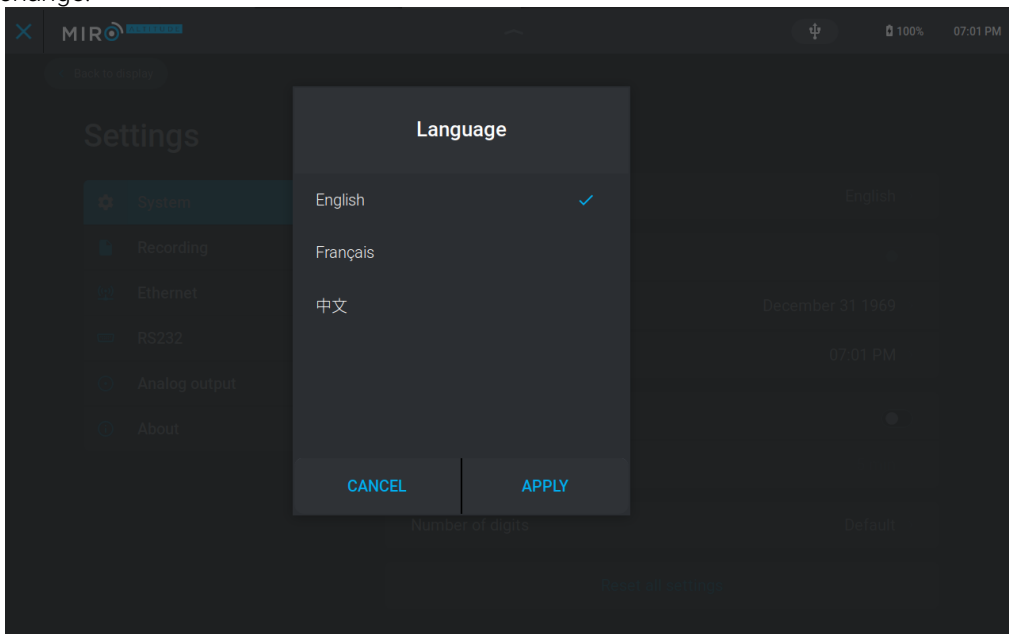 change.
MIRO ALTITUDE
100%
07:01 PM
Back to display
Settings
Language
System
English
English
Recording
Français
Ethernet
中文
December 31 1969
RS232
07:01 PM
Analog output
About
CANCEL
APPLY
Number of digits
Default